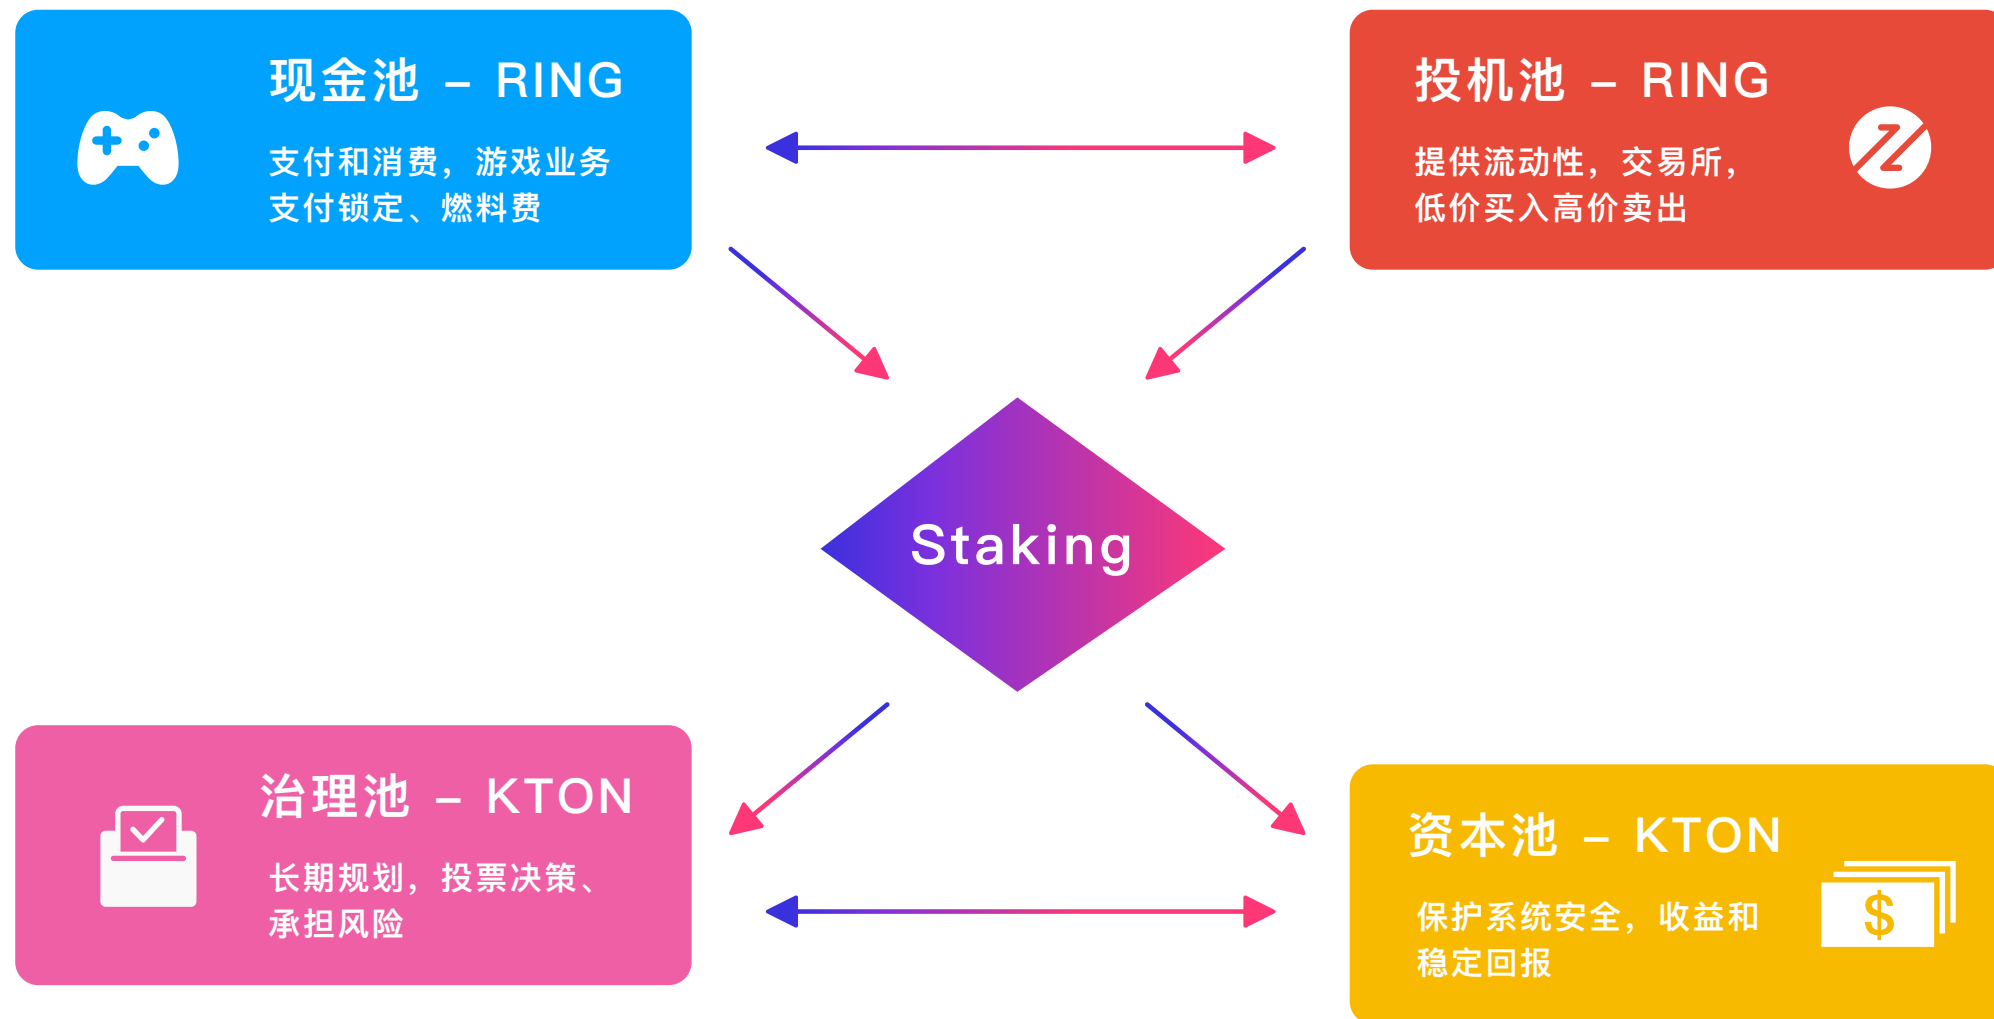 现金池 – RING
支付和消费，游戏业务
支付锁定、燃料费
投机池 – RING
提供流动性，交易所，
低价买入高价卖出
Staking
治理池 – KTON
长期规划，投票决策、
承担风险
资本池 – KTON
保护系统安全，收益和
稳定回报
$